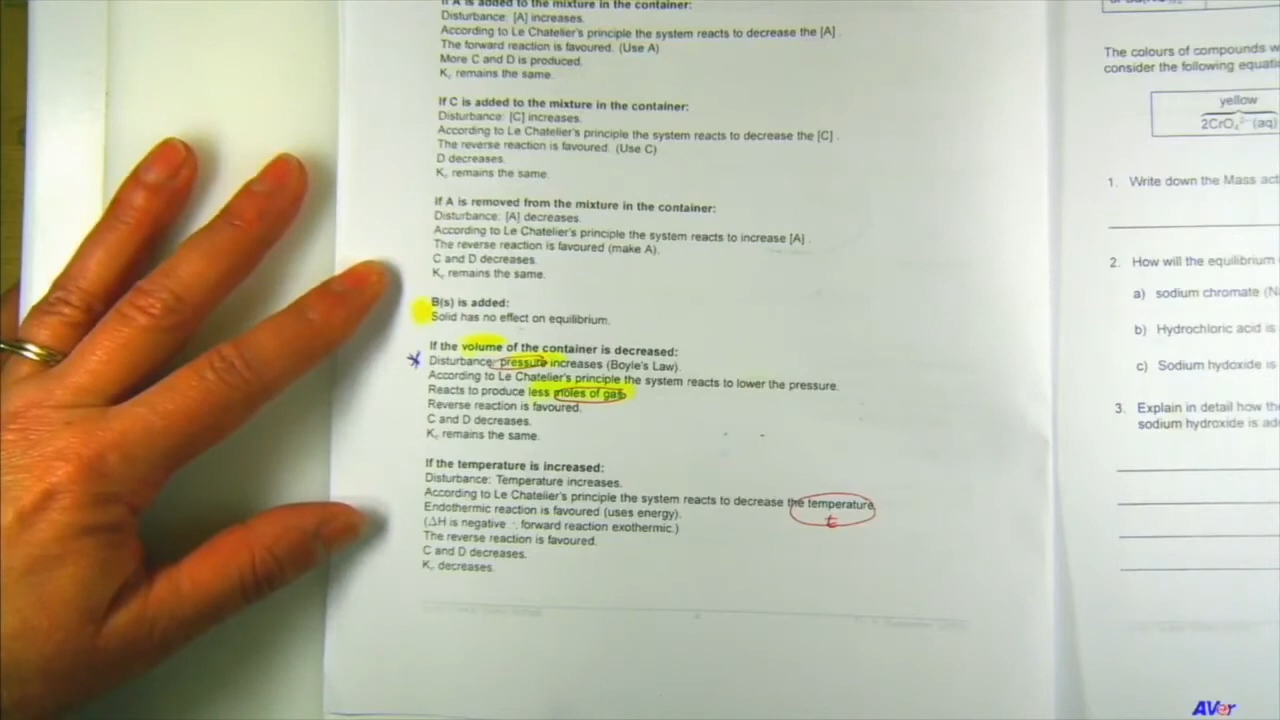 If A is added to the mixture in the container:
Disturbance: [A] increases.
According to Le Chatelier's principle the system reacts to decrease the [A] .
The forward reaction is favoured. (Use A)
More C and D is produced.
Kc remains the same.
If C is added to the mixture in the container:
Disturbance: [C] increases.
According to Le Chatelier's principle the system reacts to decrease the [C] .
The reverse reaction is favoured. (Use C)
D decreases.
Kc remains the same.
If A is removed from the mixture in the container:
Disturbance: [A] decreases.
According to Le Chatelier's principle the system reacts to increase [A] .
The reverse reaction is favoured (make A).
C and D decreases.
Kc remains the same.
B(s) is added:
Solid has no effect on equilibrium.
If the volume of the container is decreased:
Disturbance: pressure increases (Boyle's Law).
According to Le Chatelier's principle the system reacts to lower the pressure.
Reacts to produce less moles of gas
Reverse reaction is favoured.
C and D decreases.
Kc remains the same.
If the temperature is increased:
Disturbance: Temperature increases.
According to Le Chatelier's principle the system reacts to decrease the temperature.
t
Endothermic reaction is favoured (uses energy).
(ΔH is negative ∴ forward reaction exothermic.)
The reverse reaction is favoured.
C and D decreases.
Kc decreases.
The colours of compounds
consider the following
yellow
2CrO₄²⁻ (aq)
1. Write down the Mass
2. How will the equilibrium
a) sodium chromate
b) Hydrochloric acid is
c) Sodium hydoxide is
3. Explain in detail how
sodium hydroxide is
AVer